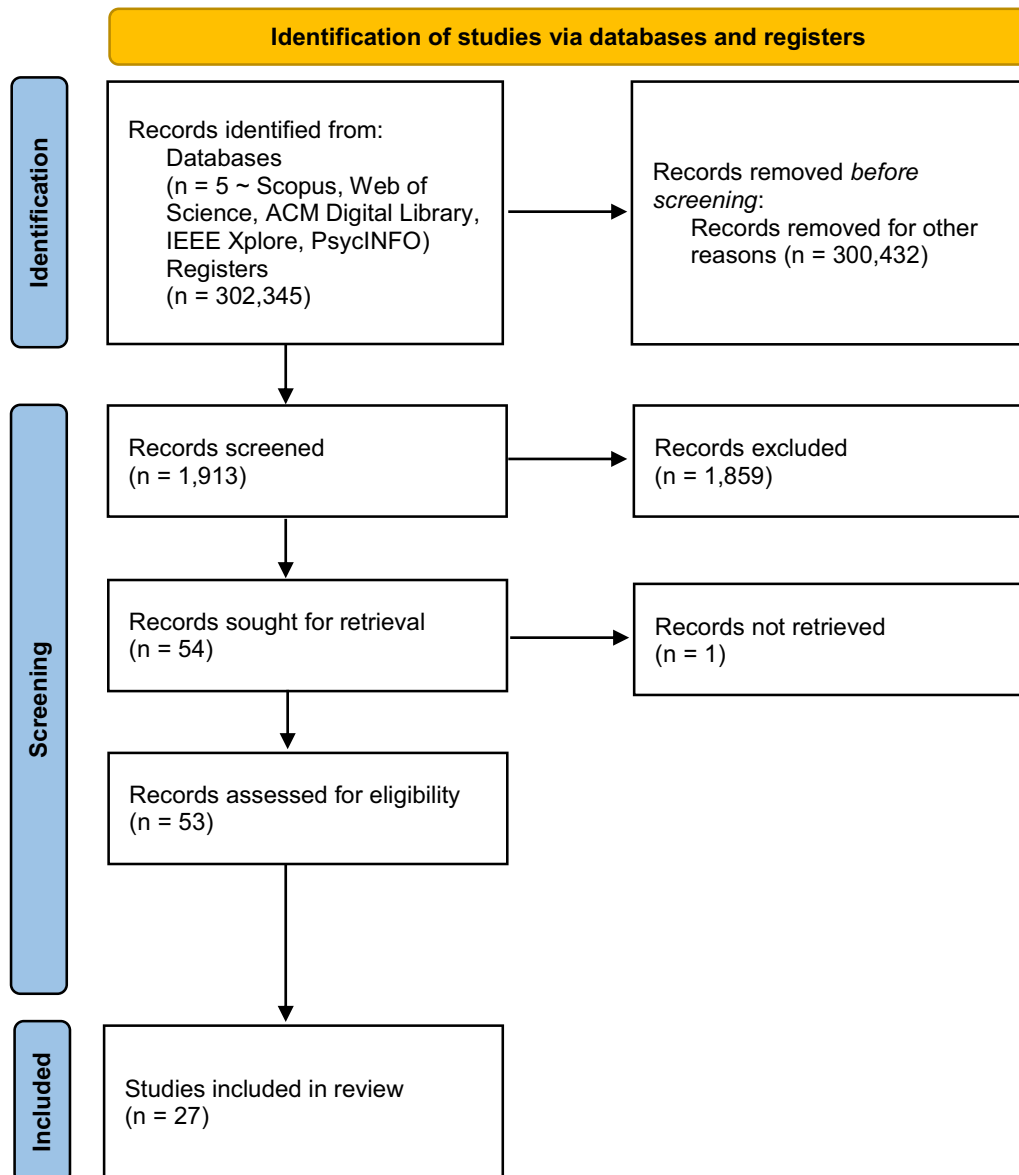 Identification of studies via databases and registers
Identification
Records identified from:
Databases
(n = 5 ~ Scopus, Web of
Science, ACM Digital Library,
IEEE Xplore, PsycINFO)
Registers
(n = 302,345)
Records removed before
screening:
Records removed for other
reasons (n = 300,432)
Screening
Records screened
(n = 1,913)
Records excluded
(n = 1,859)
Records sought for retrieval
(n = 54)
Records not retrieved
(n = 1)
Records assessed for eligibility
(n = 53)
Included
Studies included in review
(n = 27)